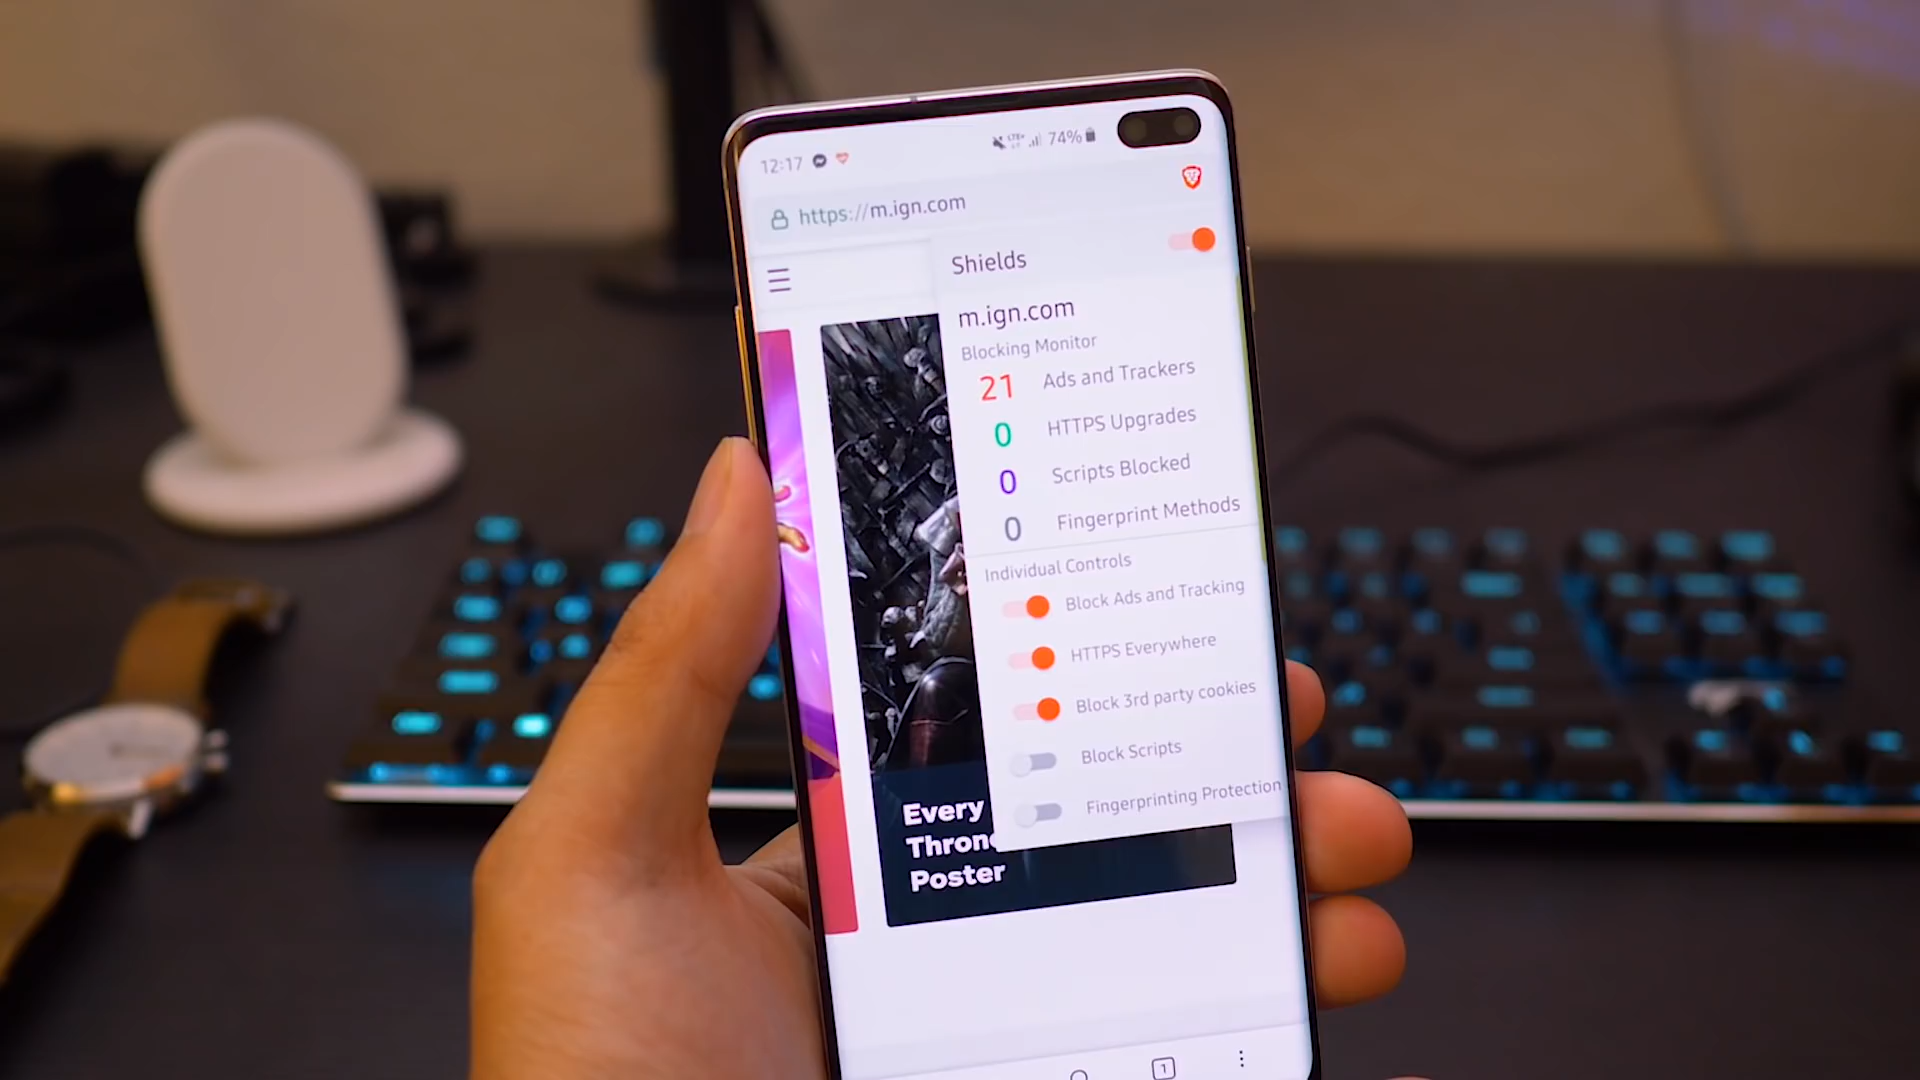 12:17
LTE+
74%
https://m.ign.com
Shields
m.ign.com
Blocking Monitor
21 Ads and Trackers
0 HTTPS Upgrades
0 Scripts Blocked
0 Fingerprint Methods
Individual Controls
Block Ads and Tracking
HTTPS Everywhere
Block 3rd party cookies
Block Scripts
Fingerprinting Protection
Every
Poster
1